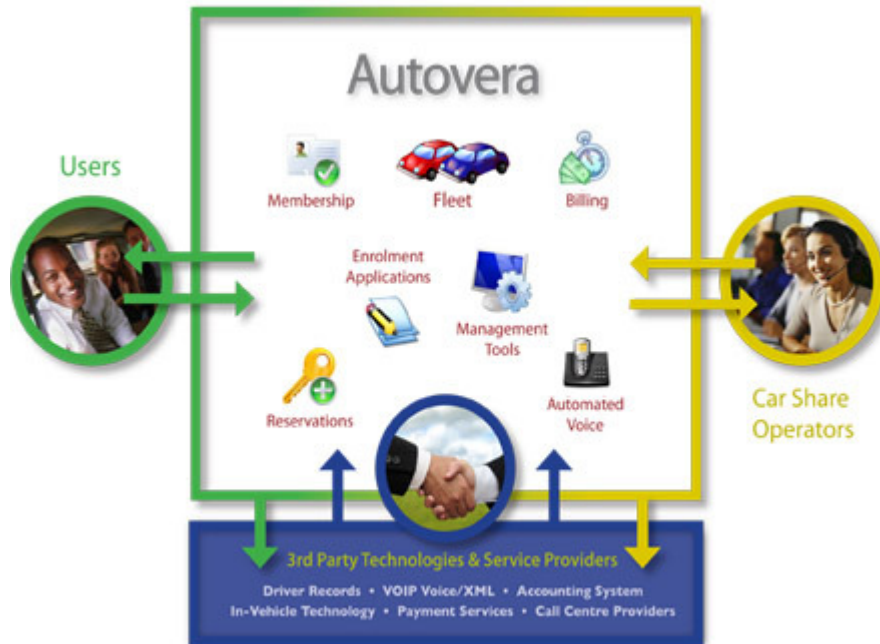 Autovera
Users
Membership
Fleet
Billing
Enrolment
Applications
Management
Tools
Reservations
Automated
Voice
Car Share
Operators
3rd Party Technologies & Service Providers
Driver Records • VOIP Voice/XML • Accounting System
In-Vehicle Technology • Payment Services • Call Centre Providers